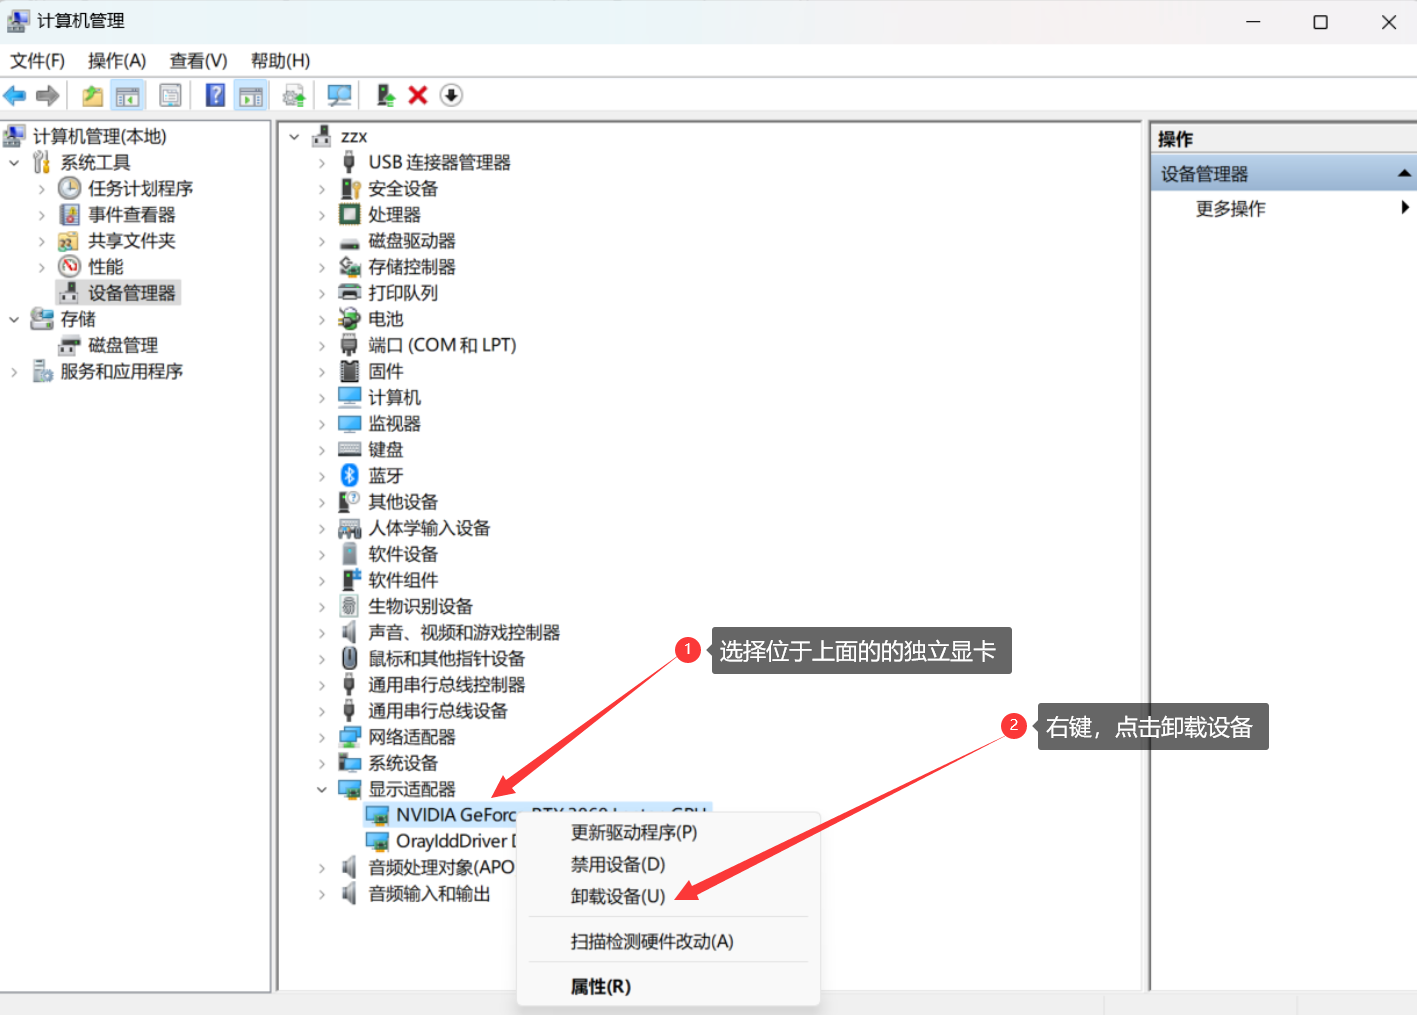 计算机管理
文件(F) 操作(A) 查看(V) 帮助(H)
计算机管理(本地)
系统工具
任务计划程序
事件查看器
共享文件夹
性能
设备管理器
存储
磁盘管理
服务和应用程序
zzx
USB 连接器管理器
安全设备
处理器
磁盘驱动器
存储控制器
打印队列
电池
端口 (COM 和 LPT)
固件
计算机
监视器
键盘
蓝牙
其他设备
人体学输入设备
软件设备
软件组件
生物识别设备
声音、视频和游戏控制器
鼠标和其他指针设备
通用串行总线控制器
通用串行总线设备
网络适配器
系统设备
显示适配器
NVIDIA GeForc
OrayIddDriver
音频处理对象(APO
音频输入和输出
更新驱动程序(P)
禁用设备(D)
卸载设备(U)
扫描检测硬件改动(A)
属性(R)
1 选择位于上面的的独立显卡
2 右键，点击卸载设备
操作
设备管理器
更多操作